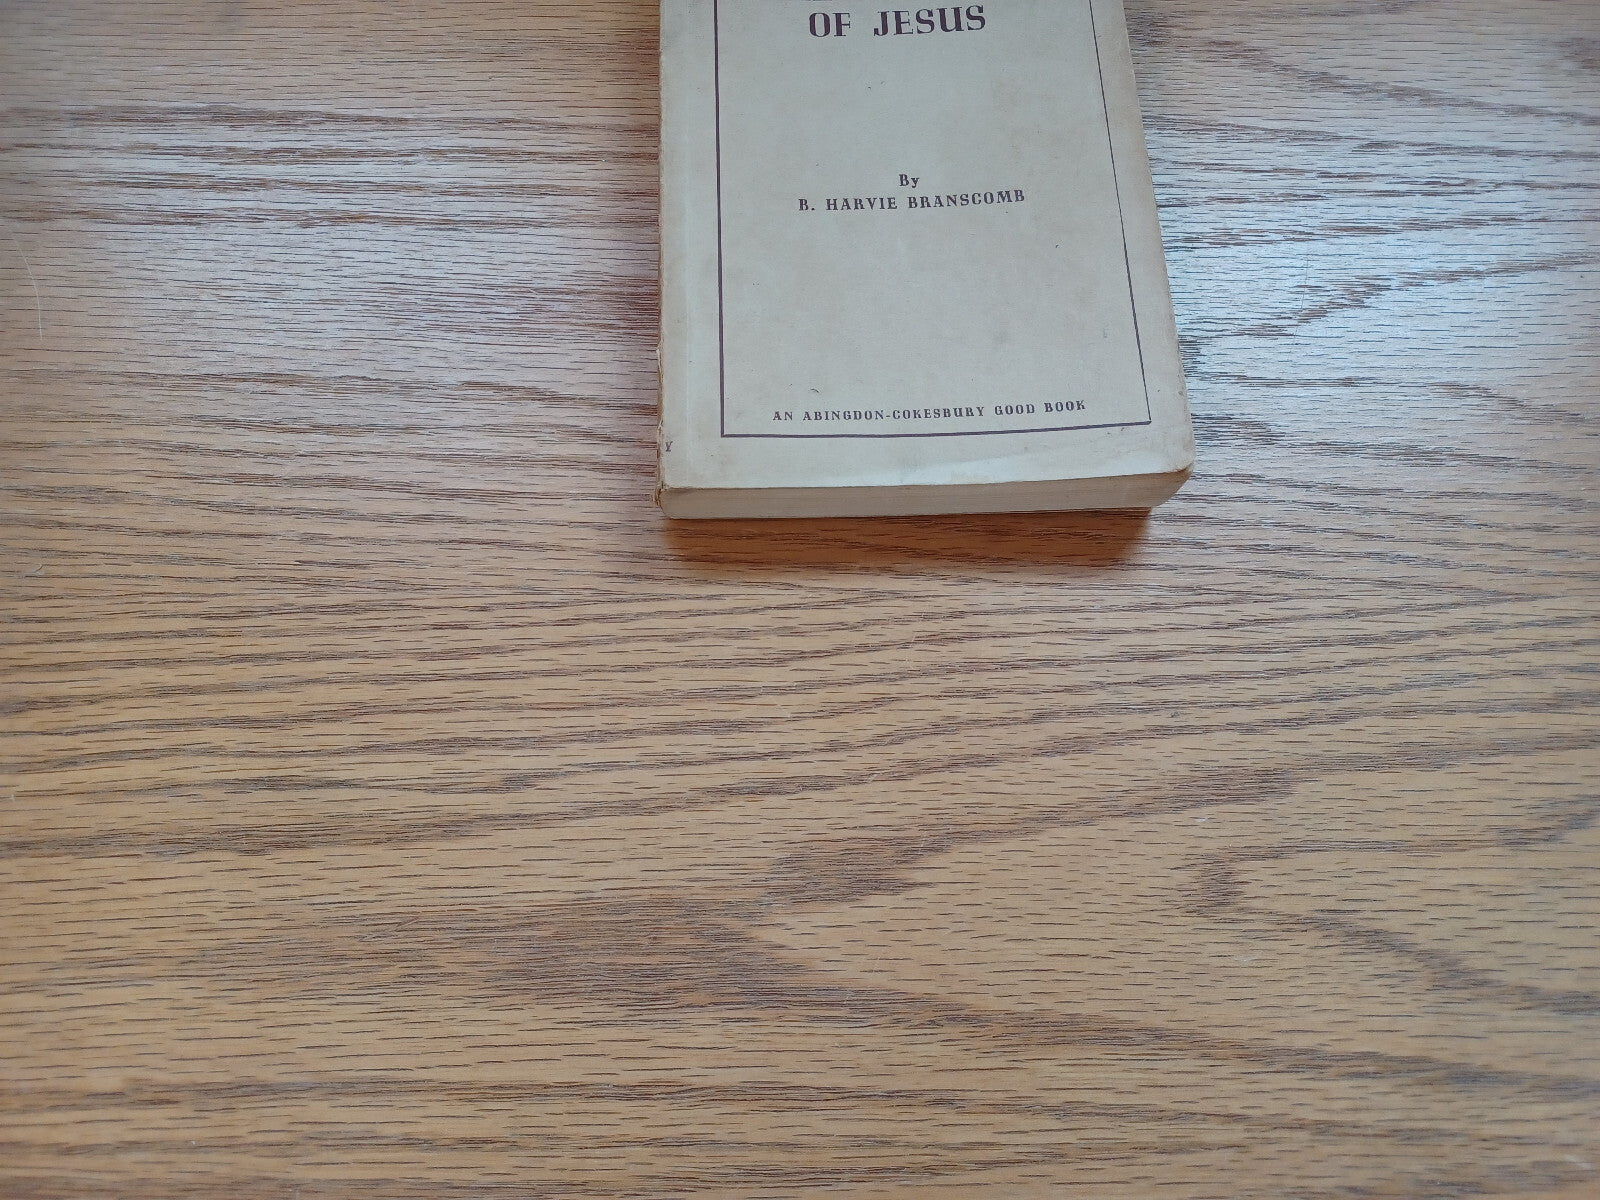 OF JESUS
By
B. HARVIE BRANSCOMB
AN ABINGDON-COKESBURY GOOD BOOK
Y